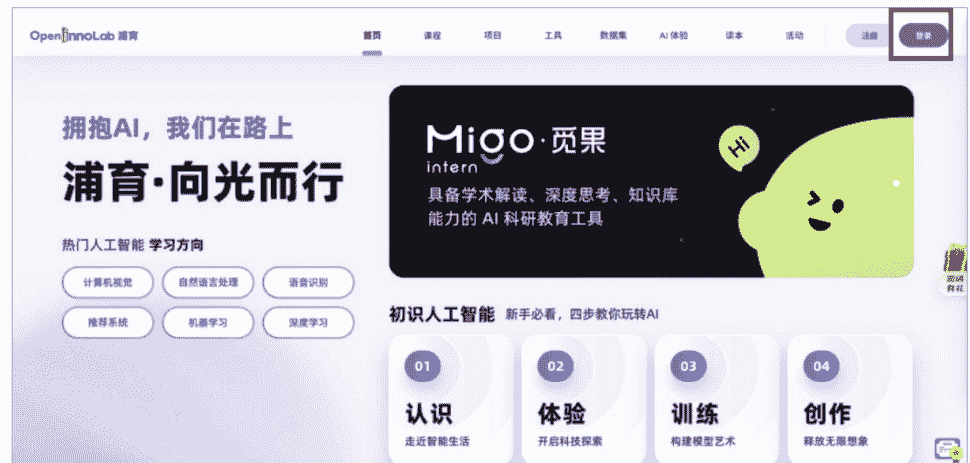 OpenInnoLab 浦育
首页 课程 项目 工具 数据集 AI 体验 读本 活动 注册 登录
拥抱AI，我们在路上
浦育·向光而行
热门人工智能 学习方向
计算机视觉 自然语言处理 语音识别
推荐系统 机器学习 深度学习
Migo·觅果
intern
具备学术解读、深度思考、知识库
能力的 AI 科研教育工具
Hi
初识人工智能 新手必看，四步教你玩转AI
01 02 03 04
认识 体验 训练 创作
走近智能生活 开启科技探索 构建模型艺术 释放无限想象